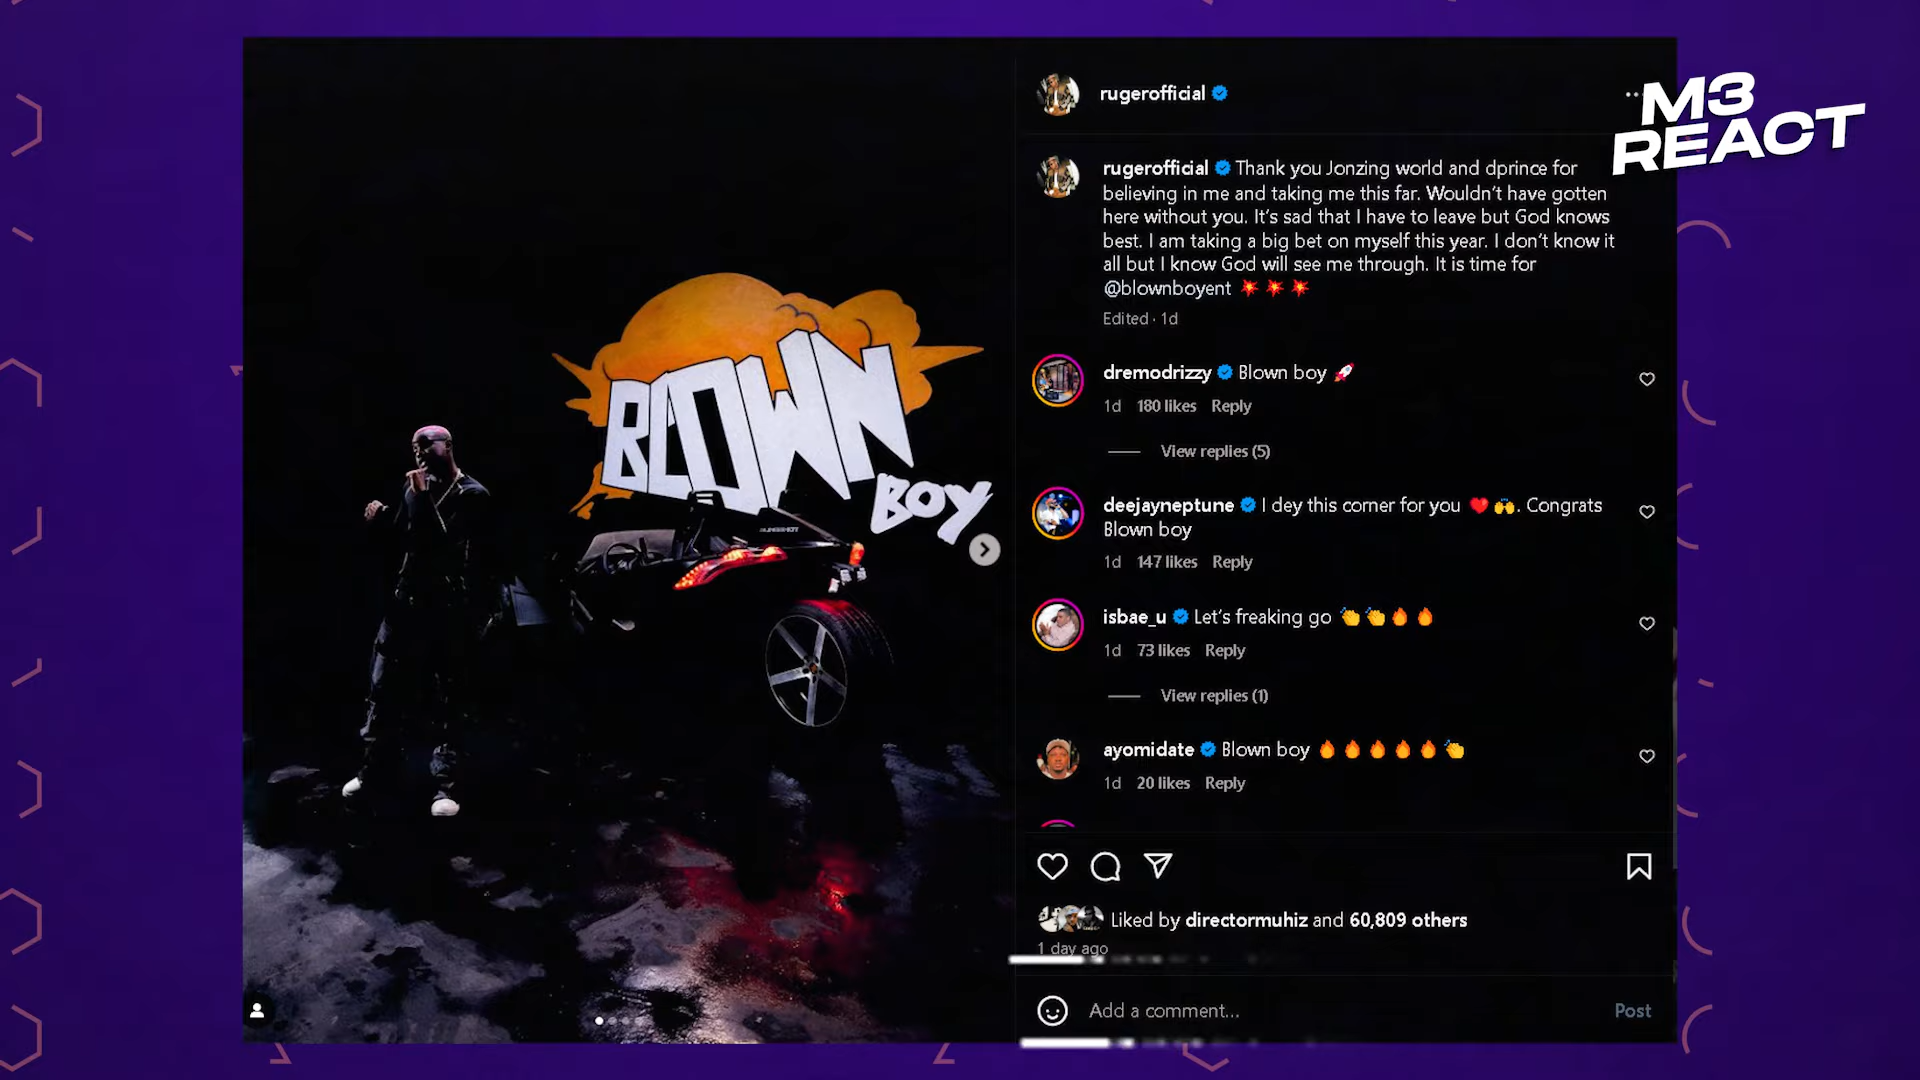 M3
REACT
BLOWN
BOY
SLINGSHOT
rugerofficial
rugerofficial Thank you Jonzing world and dprince for
believing in me and taking me this far. Wouldn't have gotten
here without you. It's sad that I have to leave but God knows
best. I am taking a big bet on myself this year. I don't know it
all but I know God will see me through. It is time for
@blownboyent 💥 💥 💥
Edited · 1d
dremodrizzy Blown boy 🚀
1d 180 likes Reply
View replies (5)
deejayneptune I dey this corner for you ❤️ 🙌. Congrats
Blown boy
1d 147 likes Reply
isbae_u Let's freaking go 👏 👏 🔥 🔥
1d 73 likes Reply
View replies (1)
ayomidate Blown boy 🔥 🔥 🔥 🔥 🔥 👏
1d 20 likes Reply
Liked by directormuhiz and 60,809 others
1 day ago
Add a comment...
Post